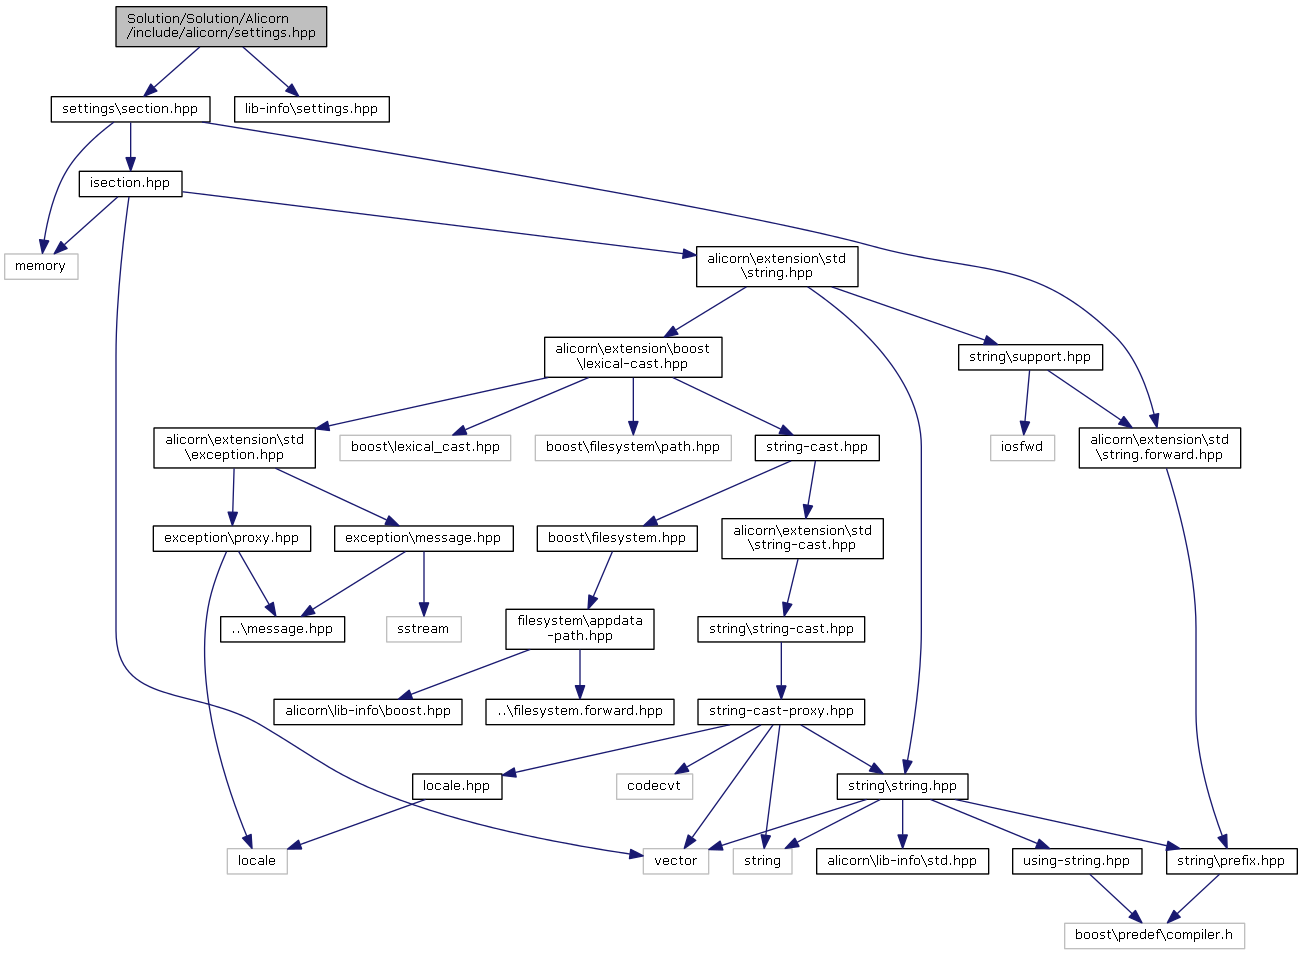 Solution/Solution/Alicorn
/include/alicorn/settings.hpp
settings\section.hpp
lib-info\settings.hpp
isection.hpp
memory
alicorn\extension\std
\string.hpp
alicorn\extension\boost
\lexical-cast.hpp
string\support.hpp
alicorn\extension\std
\exception.hpp
boost\lexical_cast.hpp
boost\filesystem\path.hpp
string-cast.hpp
iosfwd
alicorn\extension\std
\string.forward.hpp
exception\proxy.hpp
exception\message.hpp
boost\filesystem.hpp
alicorn\extension\std
\string-cast.hpp
..\message.hpp
sstream
filesystem\appdata
-path.hpp
string\string-cast.hpp
alicorn\lib-info\boost.hpp
..\filesystem.forward.hpp
string-cast-proxy.hpp
locale.hpp
codecvt
string\string.hpp
locale
vector
string
alicorn\lib-info\std.hpp
using-string.hpp
string\prefix.hpp
boost\predef\compiler.h